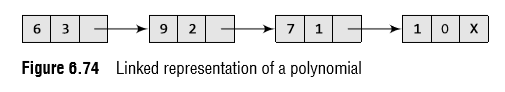 6 3 9 2 7 1 1 0 X
Figure 6.74 Linked representation of a polynomial